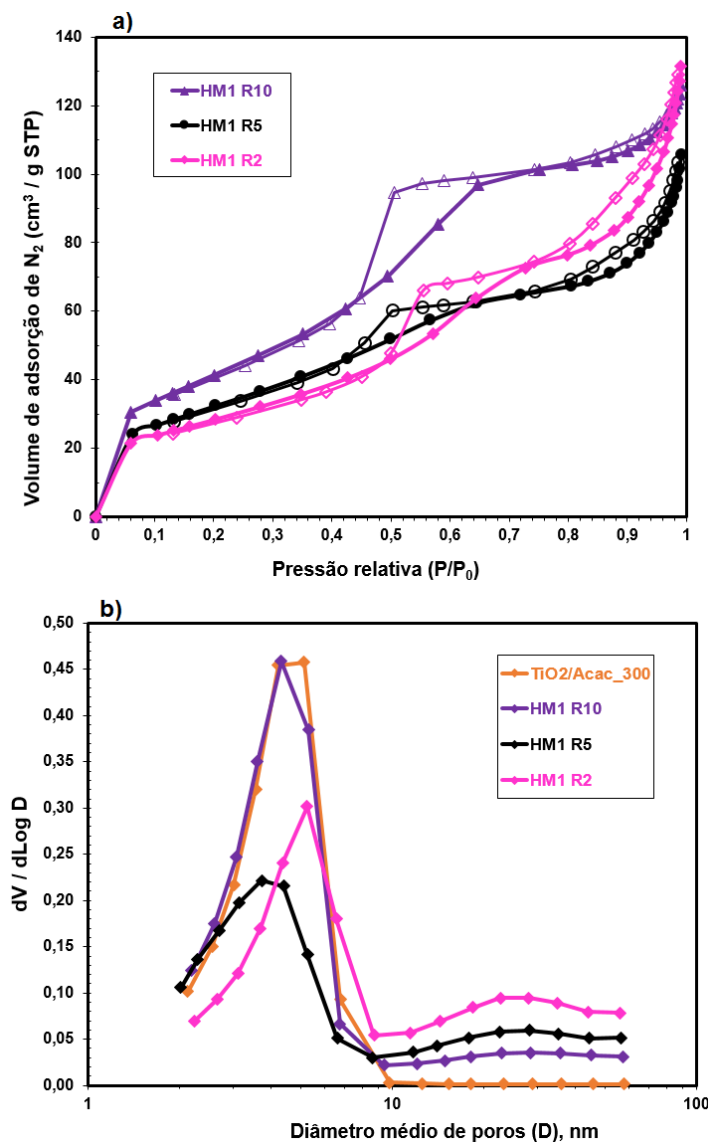 a)
140
120
100
80
60
40
20
0
Volume de adsorção de N₂ (cm³ / g STP)
HM1 R10
HM1 R5
HM1 R2
0 0,1 0,2 0,3 0,4 0,5 0,6 0,7 0,8 0,9 1
Pressão relativa (P/P₀)
b)
0,50
0,45
0,40
0,35
0,30
0,25
0,20
0,15
0,10
0,05
0,00
dV / dLog D
TiO2/Acac_300
HM1 R10
HM1 R5
HM1 R2
1 10 100
Diâmetro médio de poros (D), nm